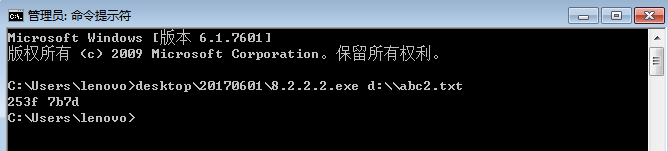 管理员: 命令提示符
Microsoft Windows [版本 6.1.7601]
版权所有 (c) 2009 Microsoft Corporation。保留所有权利。
C:\Users\lenovo>desktop\20170601\8.2.2.2.exe d:\\abc2.txt
253f 7b7d
C:\Users\lenovo>